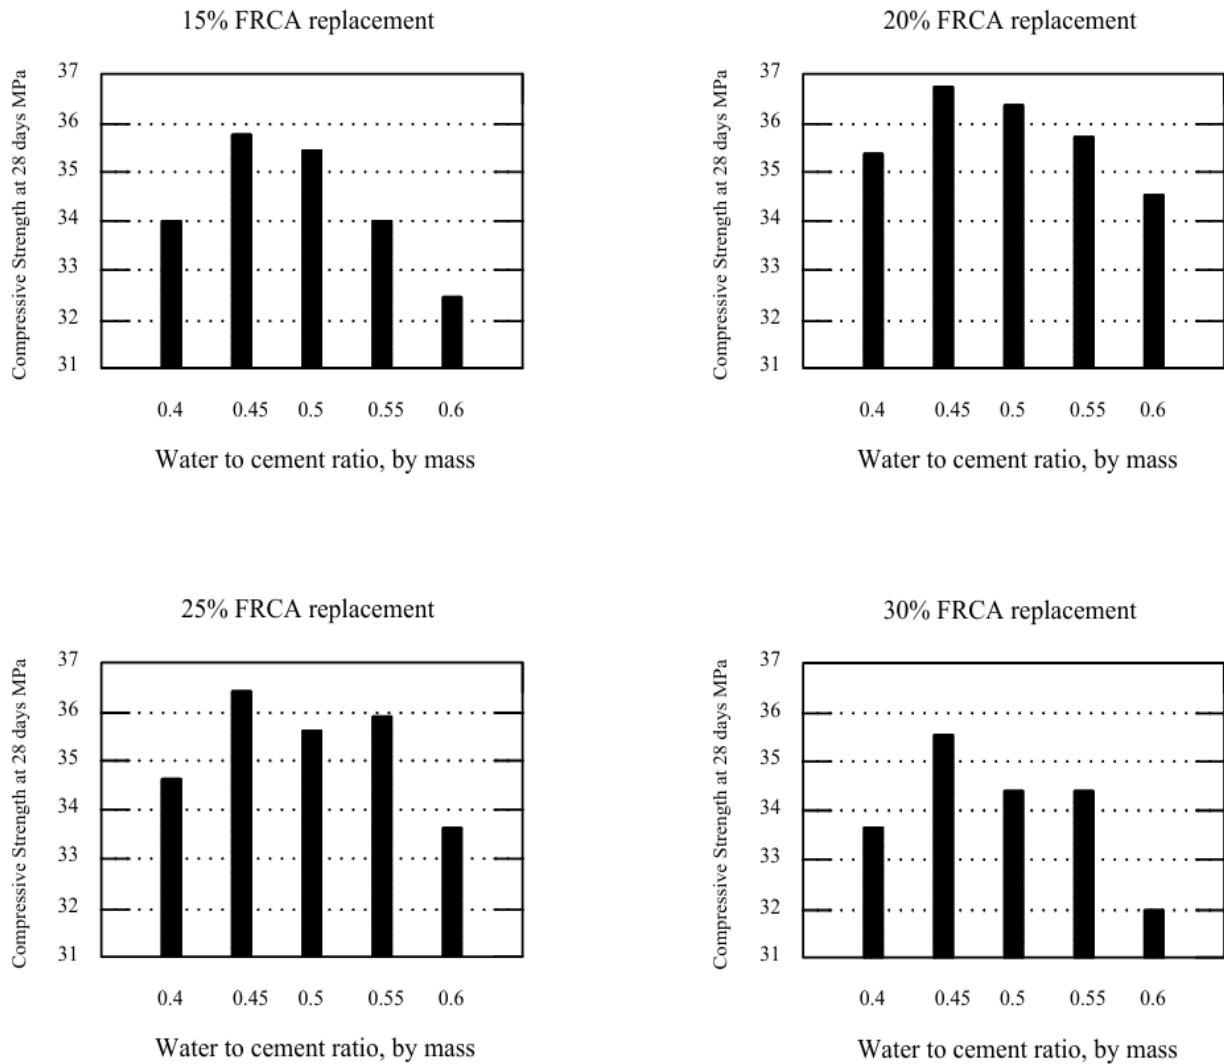 15% FRCA replacement
Compressive Strength at 28 days MPa
37
36
35
34
33
32
31
0.4 0.45 0.5 0.55 0.6
Water to cement ratio, by mass
20% FRCA replacement
Compressive Strength at 28 days MPa
37
36
35
34
33
32
31
0.4 0.45 0.5 0.55 0.6
Water to cement ratio, by mass
25% FRCA replacement
Compressive Strength at 28 days MPa
37
36
35
34
33
32
31
0.4 0.45 0.5 0.55 0.6
Water to cement ratio, by mass
30% FRCA replacement
Compressive Strength at 28 days MPa
37
36
35
34
33
32
31
0.4 0.45 0.5 0.55 0.6
Water to cement ratio, by mass